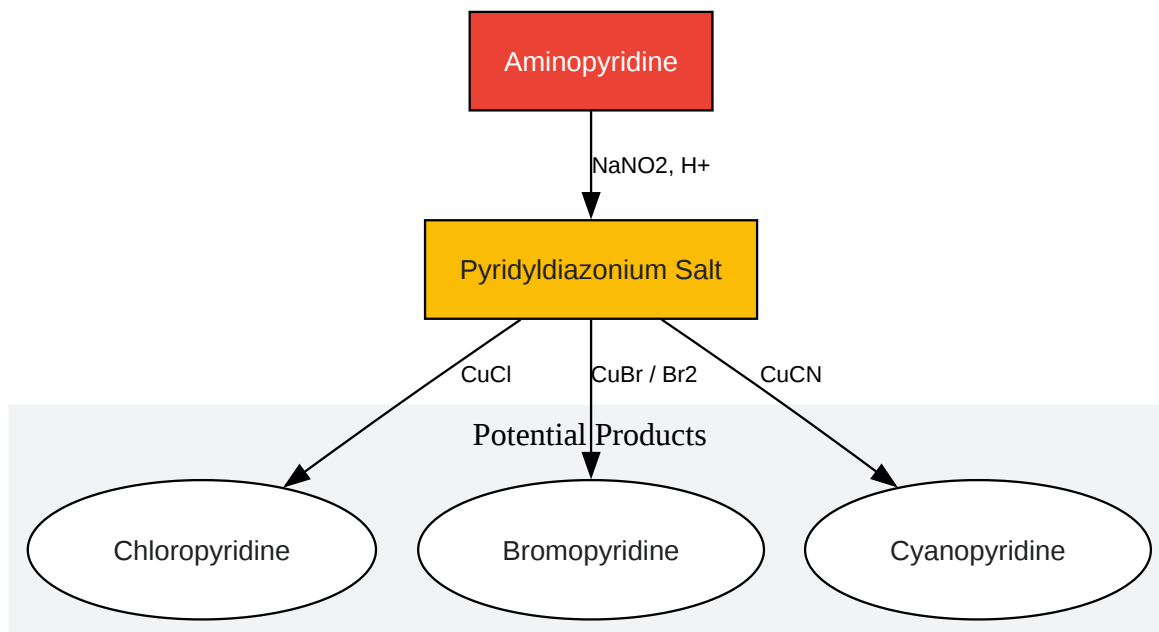 Aminopyridine
NaNO2, H+
Pyridyldiazonium Salt
CuCl
CuBr / Br2
CuCN
Potential Products
Chloropyridine
Bromopyridine
Cyanopyridine